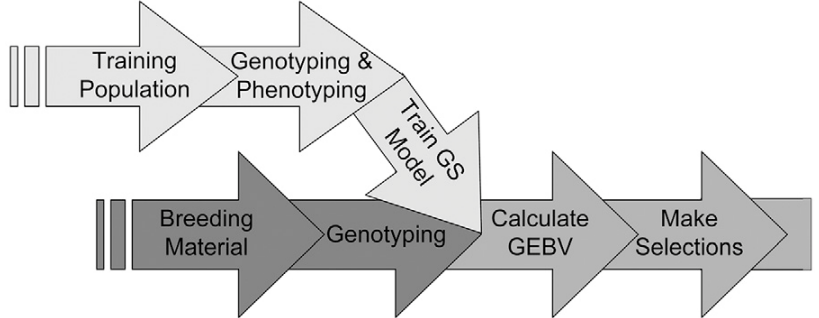 Training
Population
Genotyping &
Phenotyping
Train GS
Model
Breeding
Material
Genotyping
Calculate
GEBV
Make
Selections